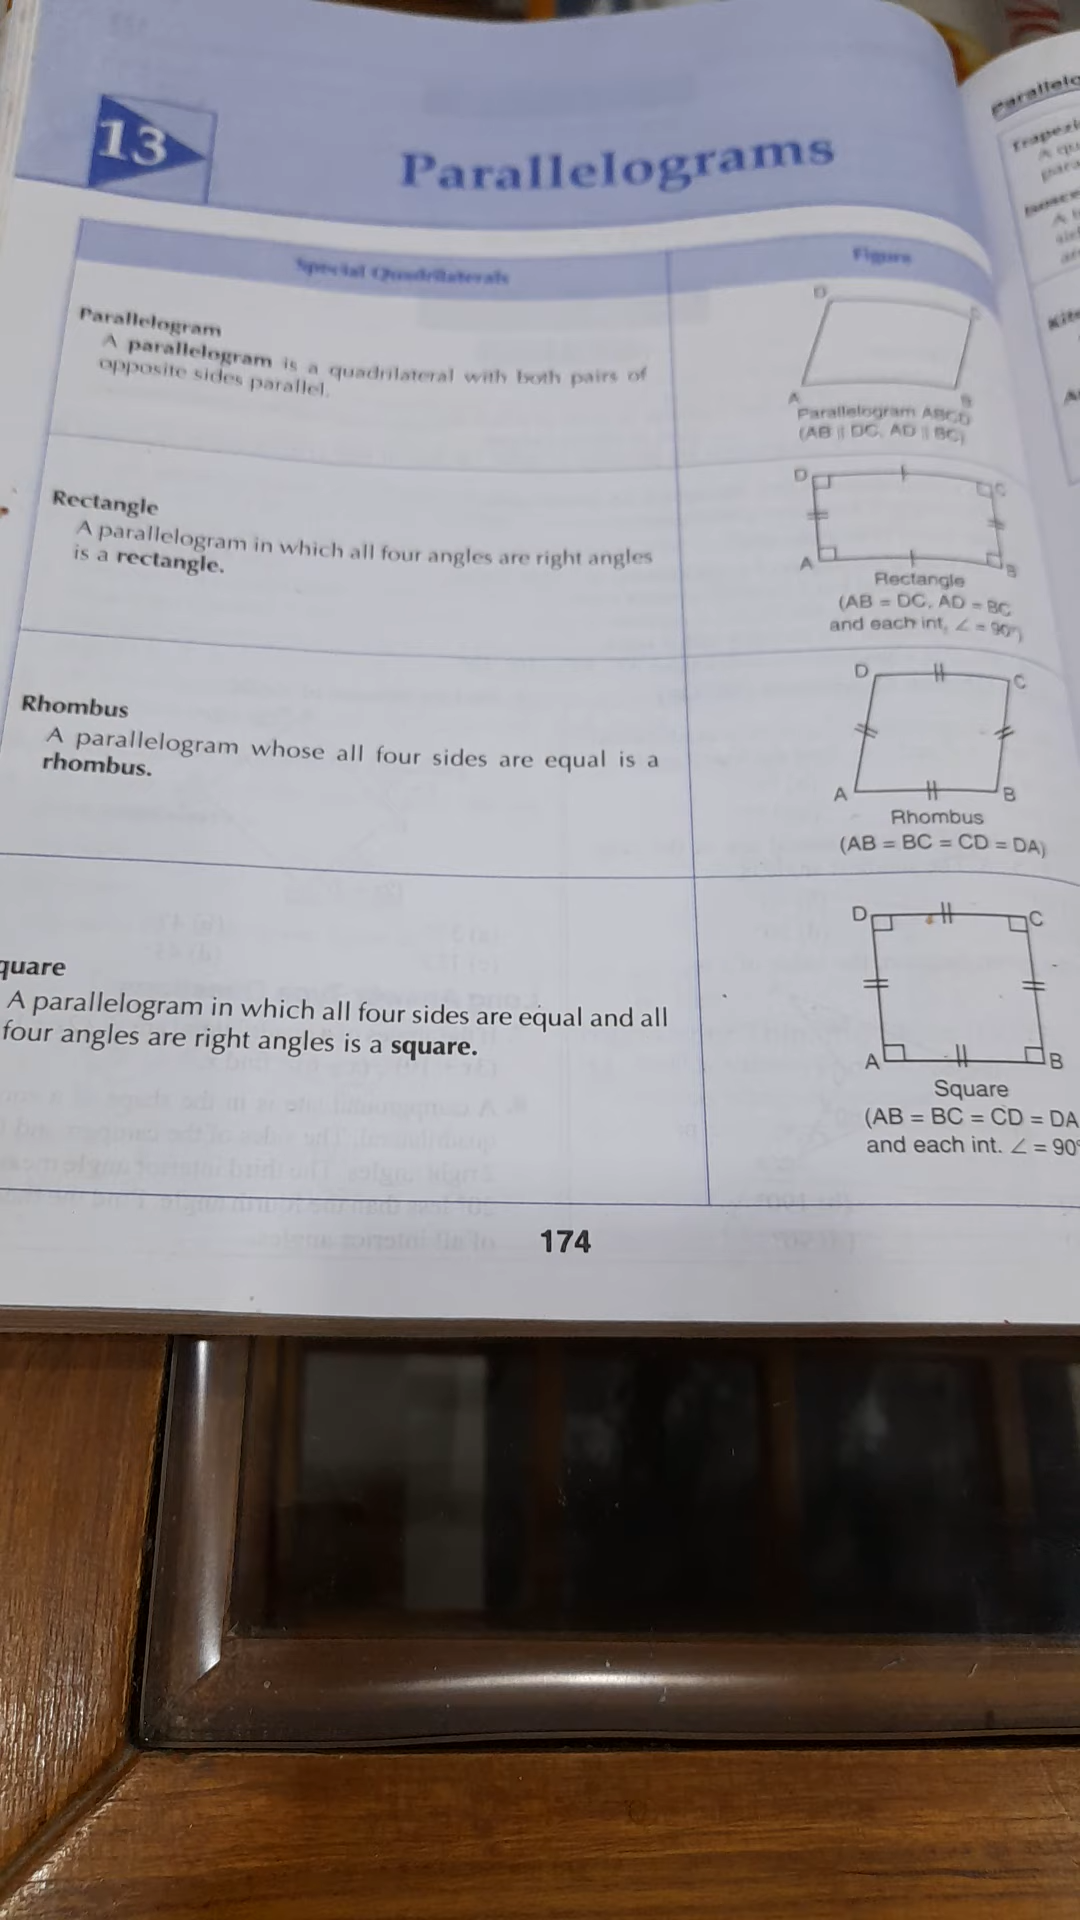 13
Parallelograms
Special Quadrilaterals
Figure
Parallelogram
A parallelogram is a quadrilateral with both pairs of
opposite sides parallel.
D
C
A
B
Parallelogram ABCD
(AB || DC, AD || BC)
Rectangle
A parallelogram in which all four angles are right angles
is a rectangle.
D
C
A
B
Rectangle
(AB = DC, AD = BC
and each int. ∠ = 90°)
Rhombus
A parallelogram whose all four sides are equal is a
rhombus.
D
C
A
B
Rhombus
(AB = BC = CD = DA)
quare
A parallelogram in which all four sides are equal and all
four angles are right angles is a square.
D
C
A
B
Square
(AB = BC = CD = DA
and each int. ∠ = 90°
174
Parallelo
Trapezi
A qu
para
Kite